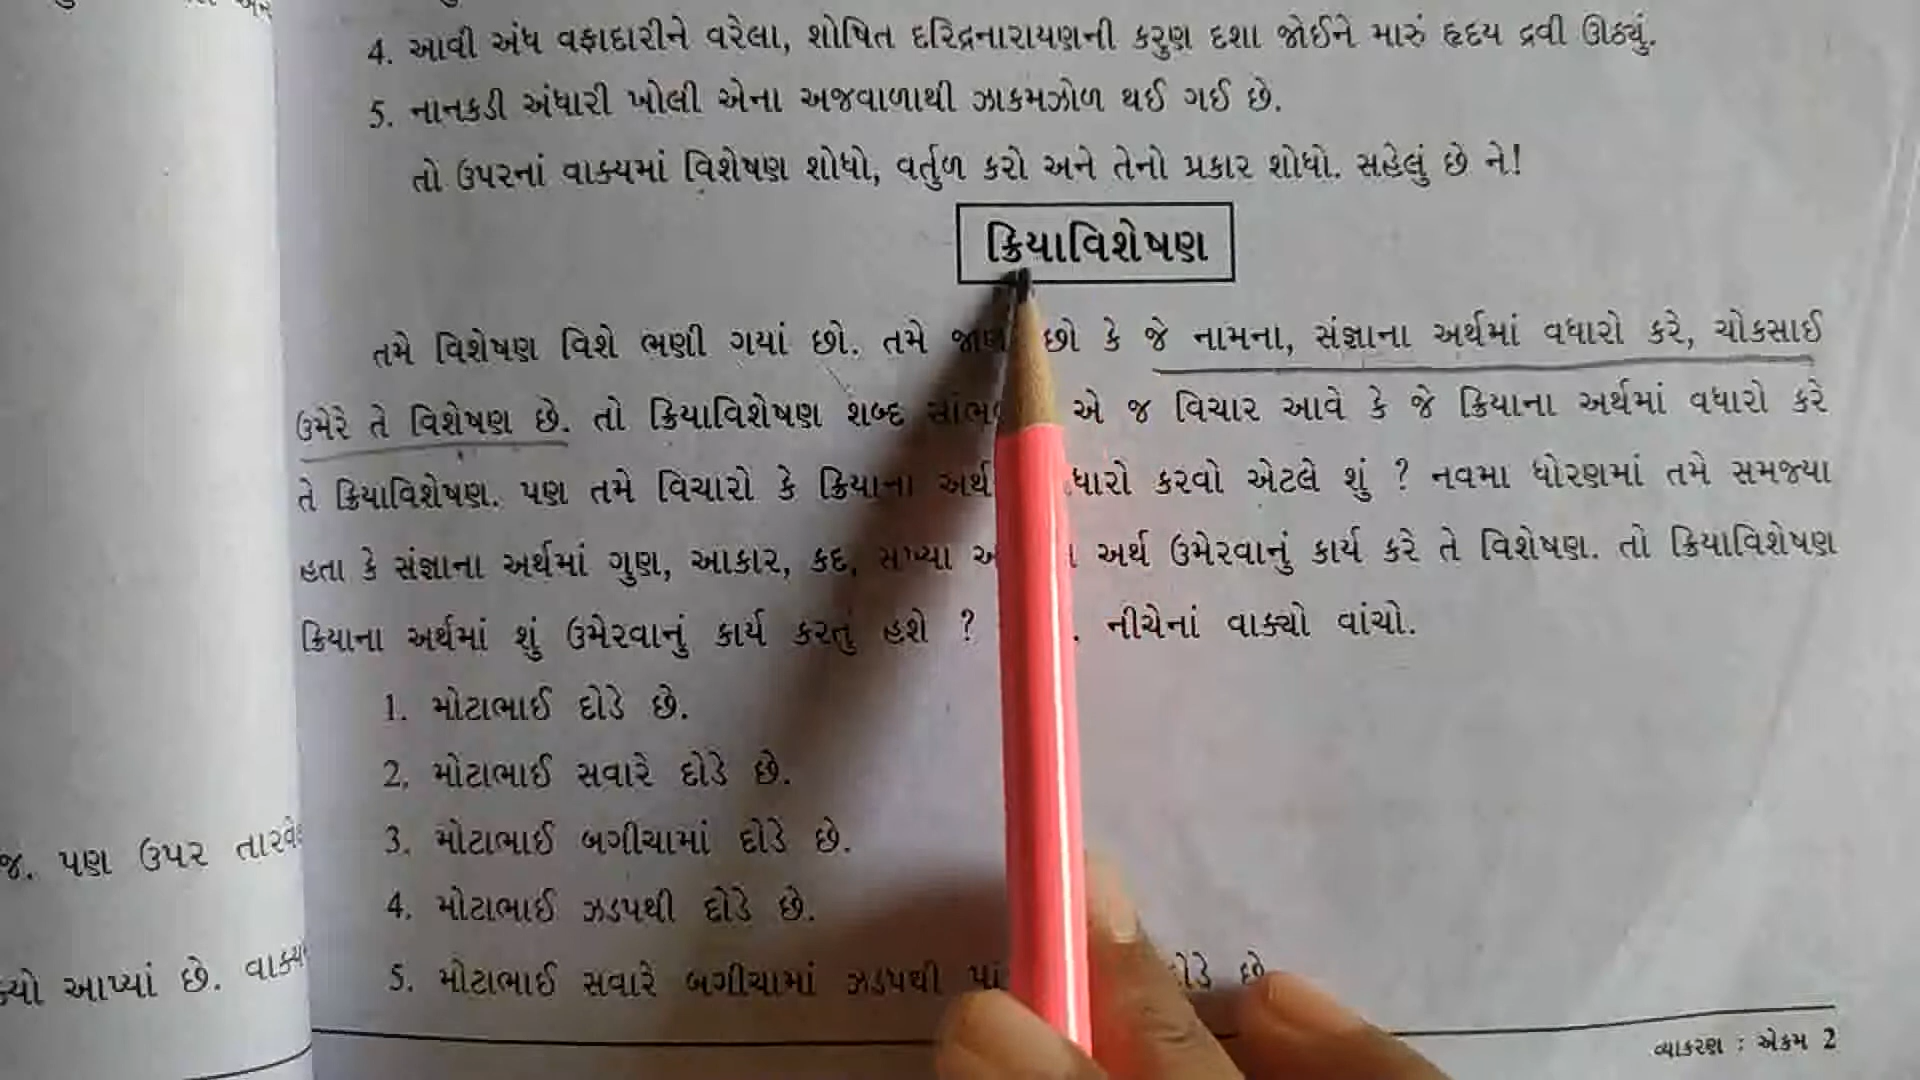 4. આવી અંધ વફાદારીને વરેલા, શોષિત દરિદ્રનારાયણની કરુણ દશા જોઈને મારું હૃદય દ્રવી ઊઠ્યું.
5. નાનકડી અંધારી ખોલી એના અજવાળાથી ઝાકમઝોળ થઈ ગઈ છે.
તો ઉપરનાં વાક્યમાં વિશેષણ શોધો, વર્તુળ કરો અને તેનો પ્રકાર શોધો. સહેલું છે ને!
ક્રિયાવિશેષણ
તમે વિશેષણ વિશે ભણી ગયાં છો. તમે છો કે જે નામના, સંજ્ઞાના અર્થમાં વધારો કરે, ચોકસાઈ
ઉમેરે તે વિશેષણ છે. તો ક્રિયાવિશેષણ શબ્દ એ જ વિચાર આવે કે જે ક્રિયાના અર્થમાં વધારો કરે
તે ક્રિયાવિશેષણ. પણ તમે વિચારો કે ક્રિયાના કરવો એટલે શું ? નવમા ધોરણમાં તમે સમજ્યા
હતા કે સંજ્ઞાના અર્થમાં ગુણ, આકાર, કદ, સંખ્યા અર્થ ઉમેરવાનું કાર્ય કરે તે વિશેષણ. તો ક્રિયાવિશેષણ
ક્રિયાના અર્થમાં શું ઉમેરવાનું કાર્ય કરતું હશે ? નીચેનાં વાક્યો વાંચો.
1. મોટાભાઈ દોડે છે.
2. મોટાભાઈ સવારે દોડે છે.
3. મોટાભાઈ બગીચામાં દોડે છે.
4. મોટાભાઈ ઝડપથી દોડે છે.
5. મોટાભાઈ સવારે બગીચામાં ઝડપથી દોડે છે.
જ. પણ ઉપર
આપ્યાં છે.
વ્યાકરણ : એકમ 2